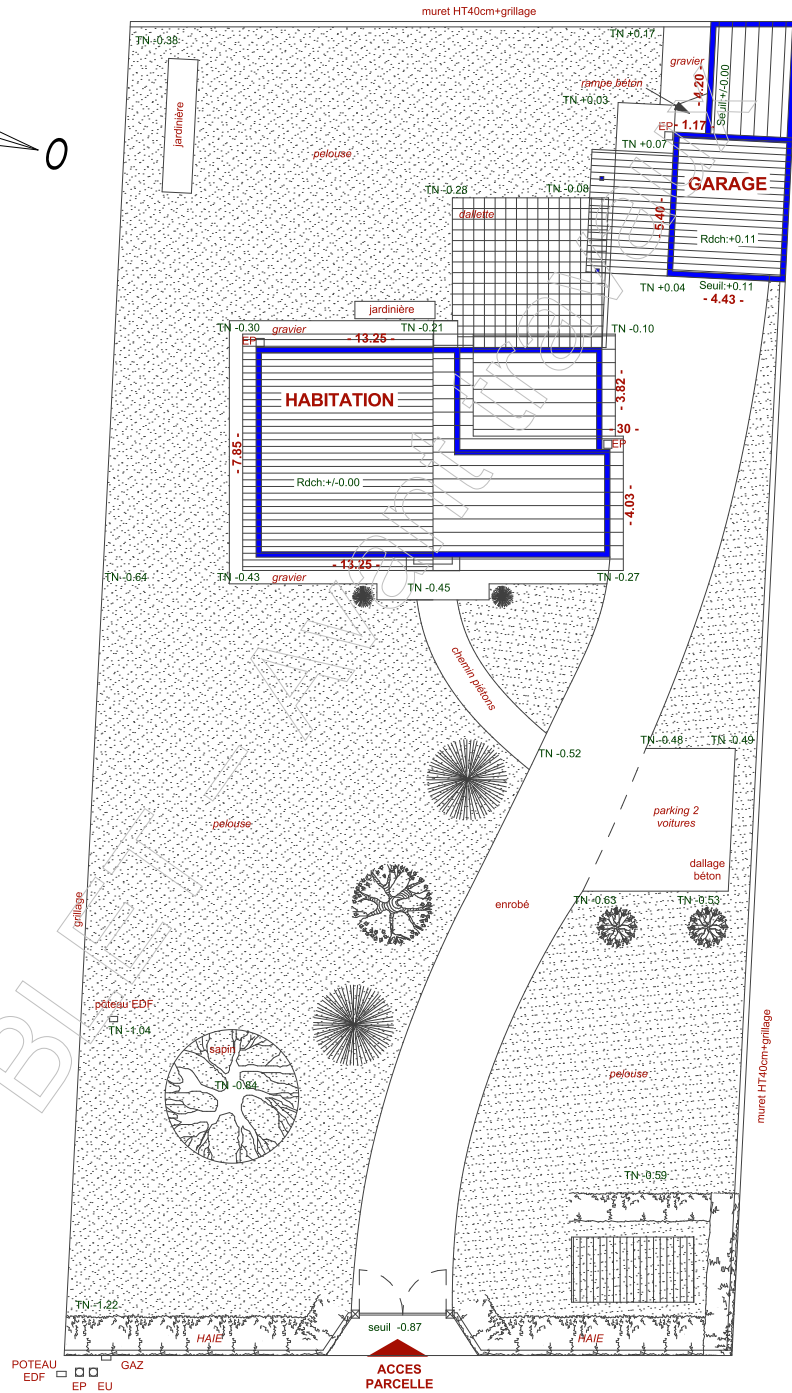 muret HT40cm+grillage
TN -0.38
TN +0.17
gravier
- 4.20 -
Seuil +/-0.00
rampe béton
TN +0.03
EP
- 1.17
TN +0.07
jardinière
pelouse
GARAGE
TN -0.28
TN -0.08
dallette
- 5.40 -
Rdch:+0.11
TN +0.04
Seuil:+0.11
- 4.43 -
jardinière
TN -0.30
gravier
TN -0.21
TN -0.10
EP
- 13.25 -
HABITATION
- 3.82 -
- 30 -
EP
- 7.85 -
Rdch:+/-0.00
- 4.03 -
- 13.25 -
TN -0.64
TN -0.43
gravier
TN -0.45
TN -0.27
chemin piétons
TN -0.52
TN -0.48
TN -0.49
parking 2
voitures
pelouse
dallage
béton
grillage
enrobé
TN -0.63
TN -0.53
poteau EDF
TN -1.04
sapin
TN -0.84
pelouse
muret HT40cm+grillage
TN -0.59
TN -1.22
HAIE
seuil -0.87
HAIE
POTEAU
EDF
GAZ
EP
EU
ACCES
PARCELLE
BLET - Avant travaux